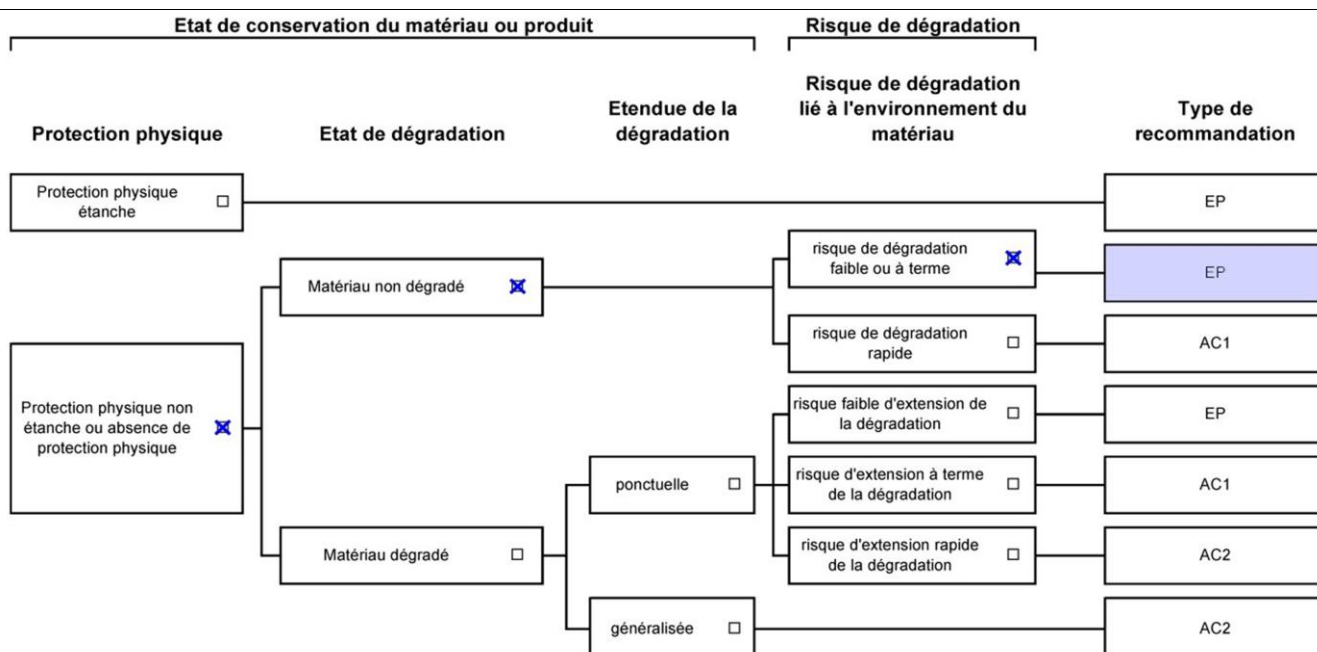 Etat de conservation du matériau ou produit
Risque de dégradation
Protection physique
Etat de dégradation
Etendue de la
dégradation
Risque de dégradation
lié à l'environnement du
matériau
Type de
recommandation
Protection physique
étanche
EP
Protection physique non
étanche ou absence de
protection physique
Matériau non dégradé
risque de dégradation
faible ou à terme
EP
risque de dégradation
rapide
AC1
Matériau dégradé
ponctuelle
risque faible d'extension de
la dégradation
EP
risque d'extension à terme
de la dégradation
AC1
risque d'extension rapide
de la dégradation
AC2
généralisée
AC2